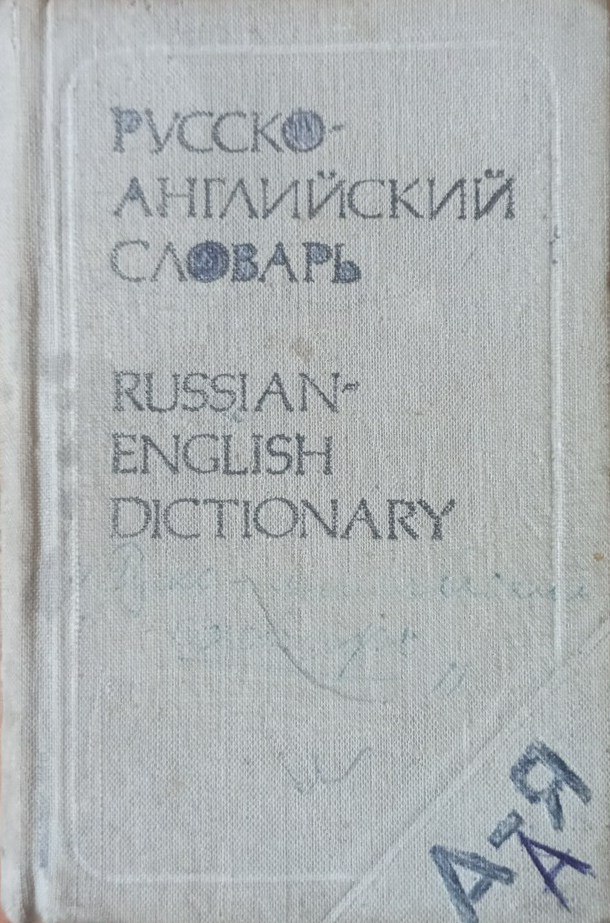 РУССКО-
АНГЛИЙСКИЙ
СЛОВАРЬ
RUSSIAN-
ENGLISH
DICTIONARY
А-Я
А